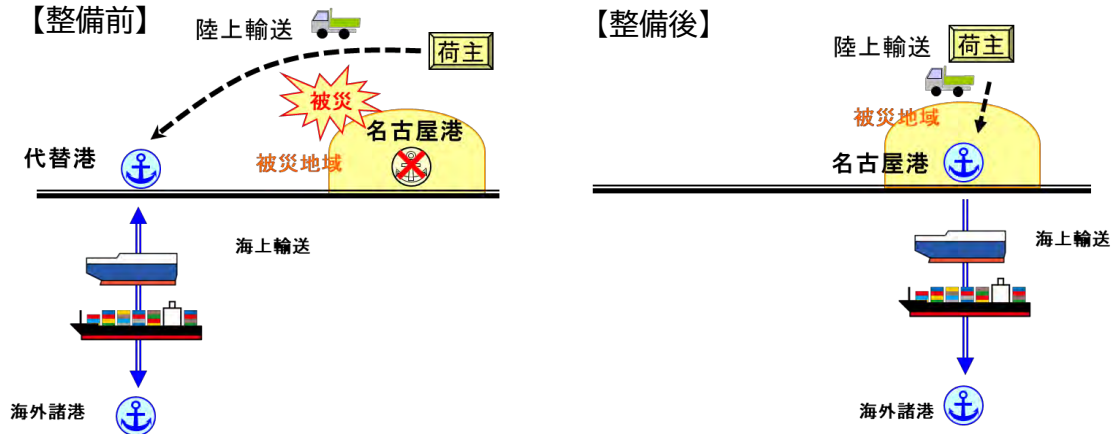 【整備前】
陸上輸送
荷主
被災
名古屋港
代替港
被災地域
海上輸送
海外諸港
【整備後】
陸上輸送
荷主
被災地域
名古屋港
海上輸送
海外諸港